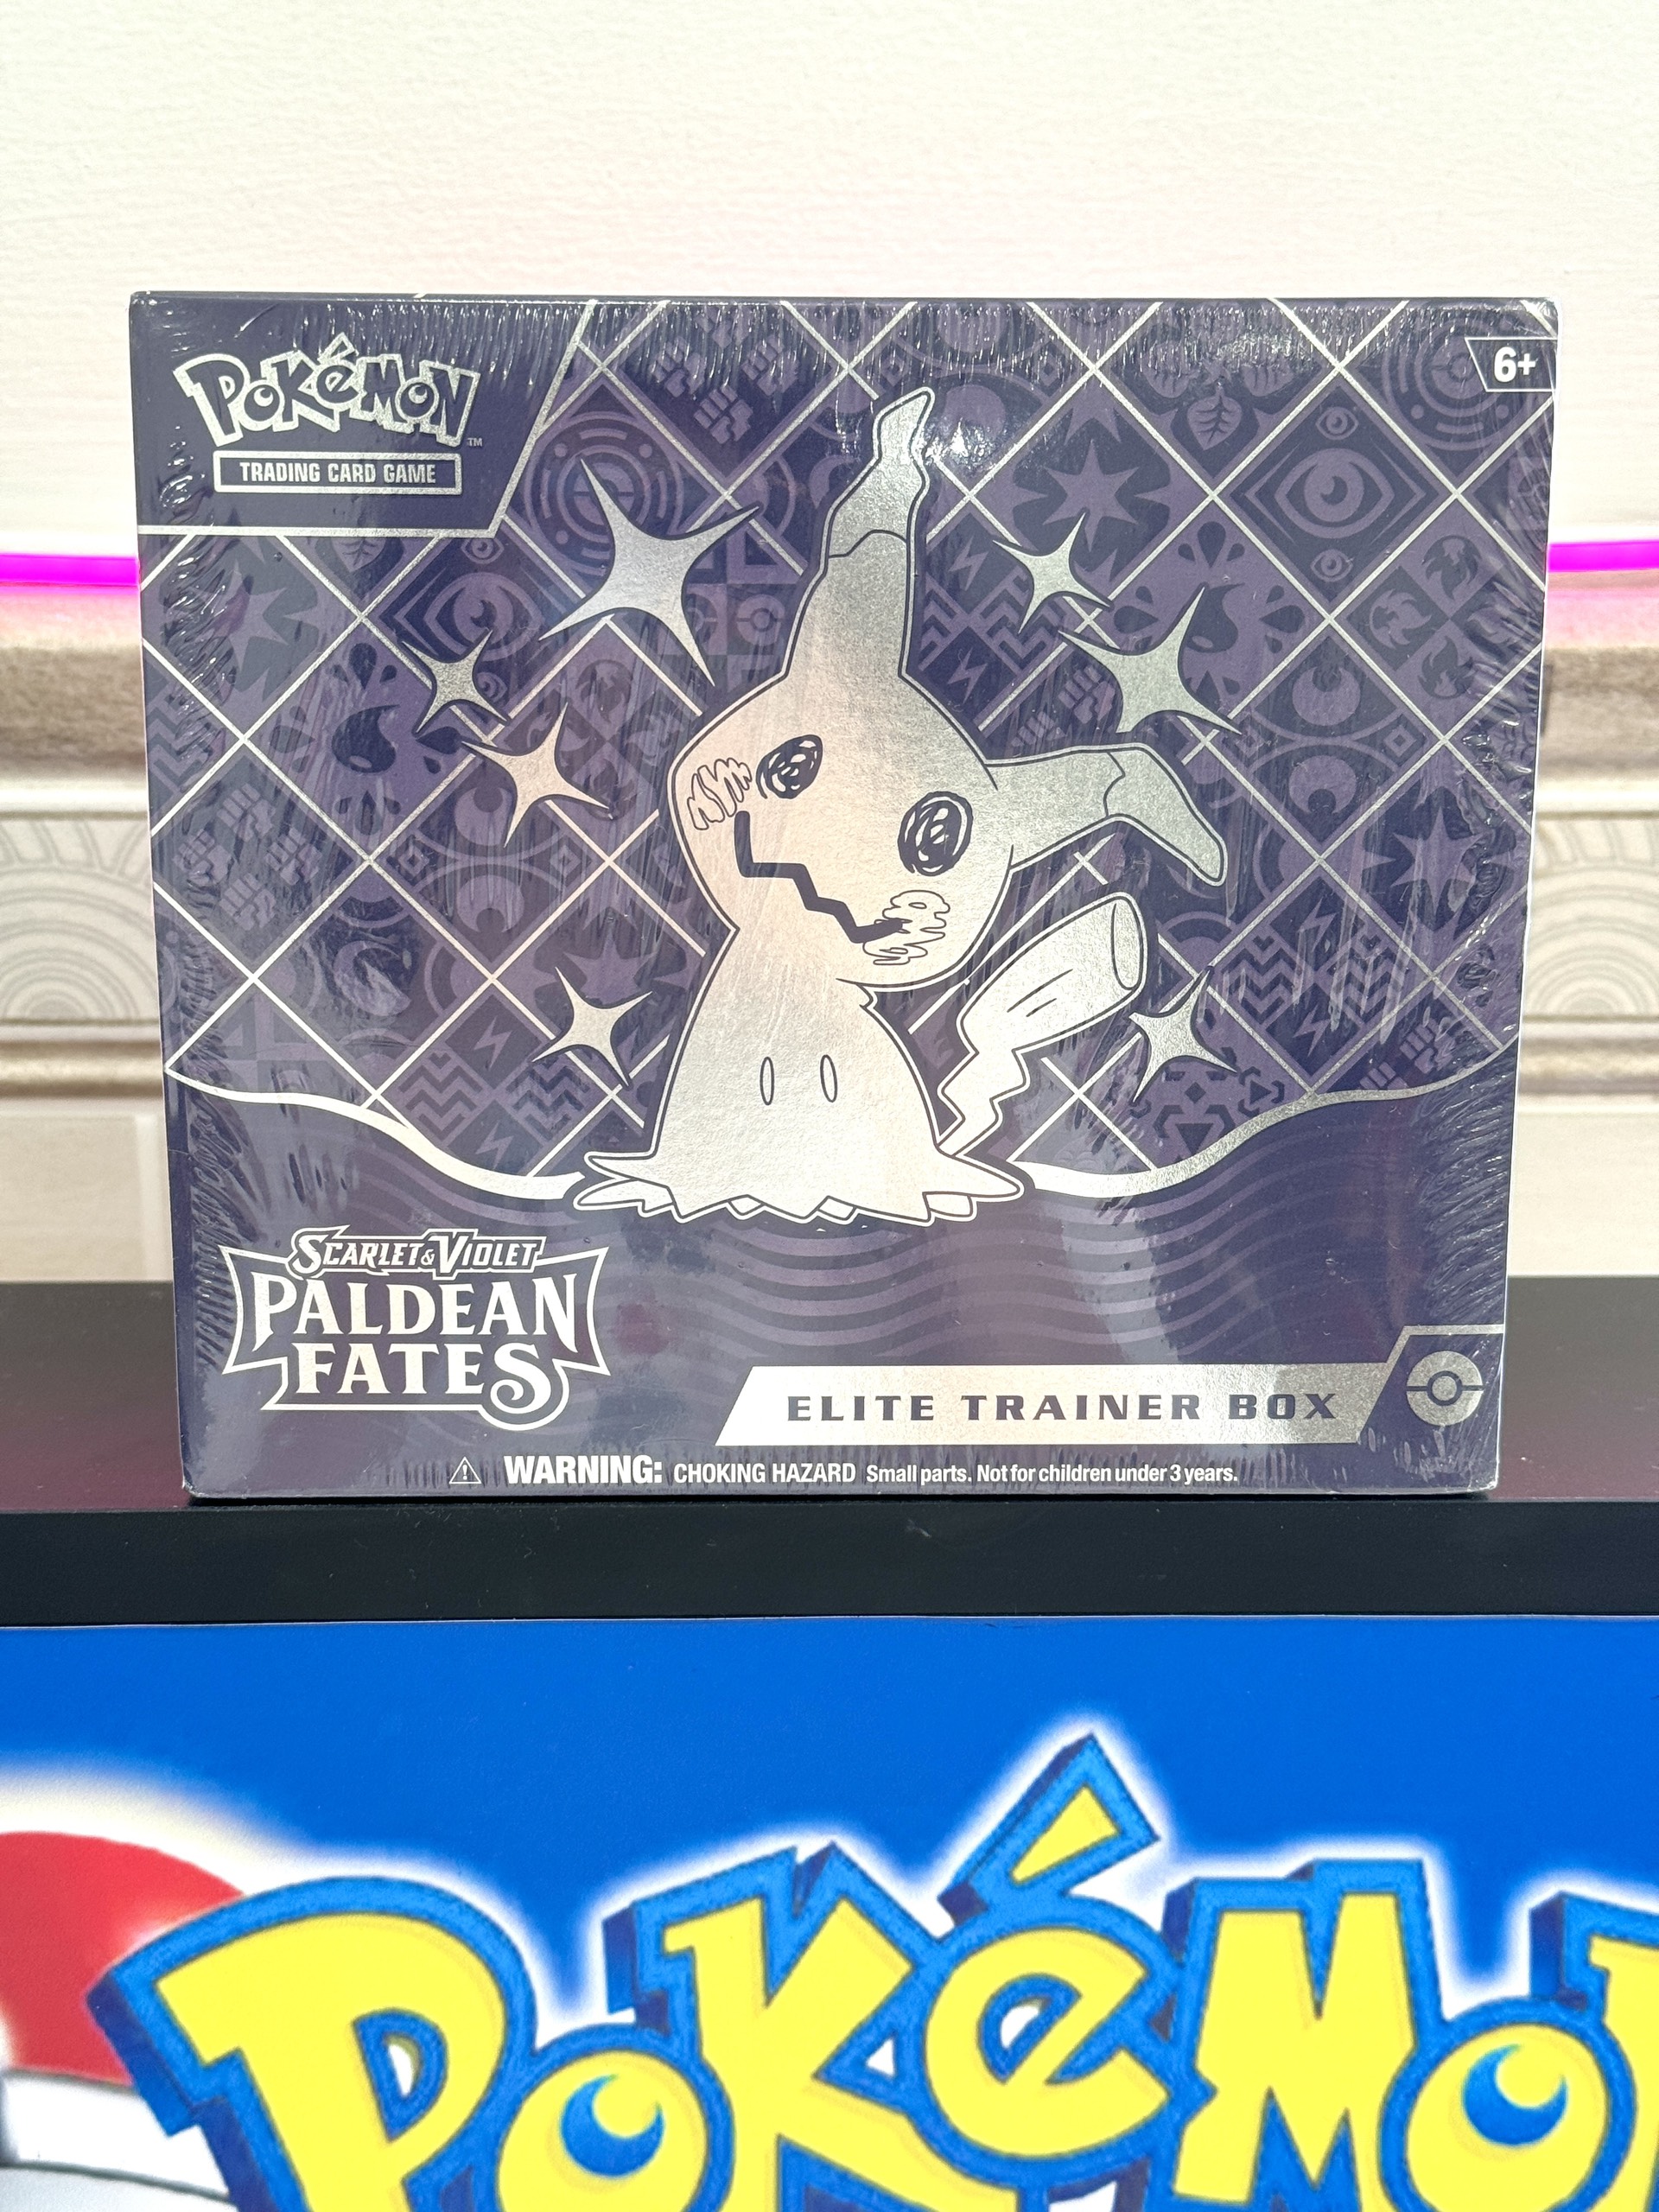 Pokémon
TM
TRADING CARD GAME
6+
SCARLET & VIOLET
PALDEAN
FATES
ELITE TRAINER BOX
WARNING: CHOKING HAZARD Small parts. Not for children under 3 years.
Pokémo